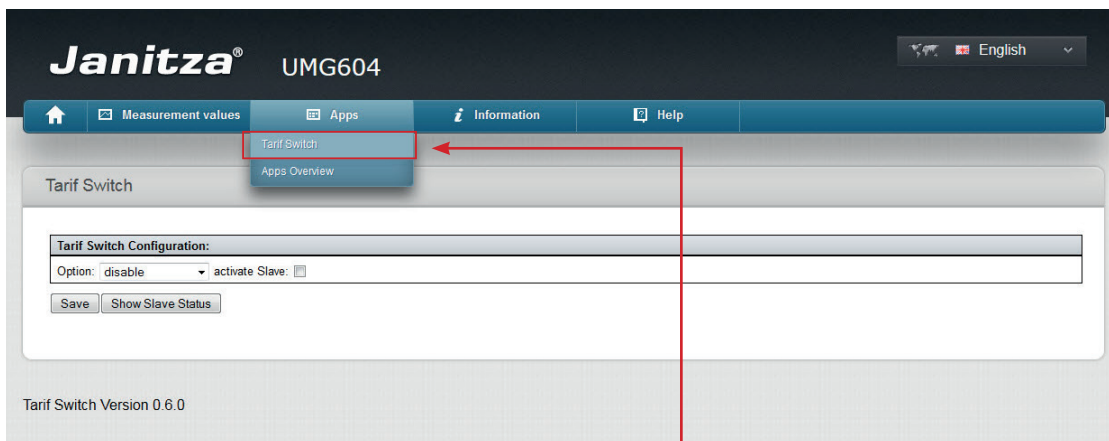 Janitza® UMG604
English
Measurement values Apps Information Help
Tarif Switch
Apps Overview
Tarif Switch
Tarif Switch Configuration:
Option: disable activate Slave:
Save Show Slave Status
Tarif Switch Version 0.6.0